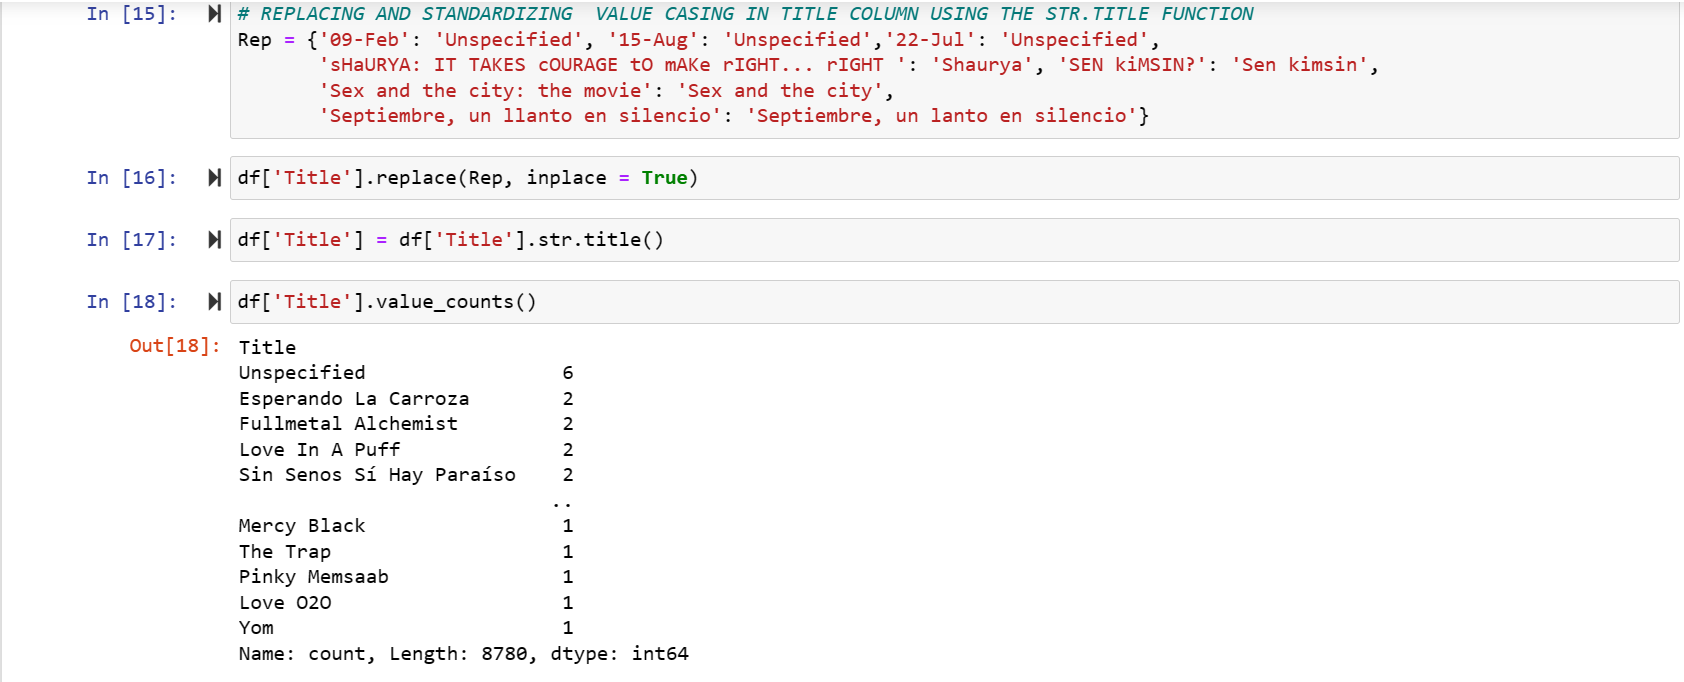 In [15]: # REPLACING AND STANDARDIZING  VALUE CASING IN TITLE COLUMN USING THE STR.TITLE FUNCTION
Rep = {'09-Feb': 'Unspecified', '15-Aug': 'Unspecified','22-Jul': 'Unspecified',
'sHaURYA: IT TAKES cOURAGE tO mAKe rIGHT... rIGHT ': 'Shaurya', 'SEN kiMSIN?': 'Sen kimsin',
'Sex and the city: the movie': 'Sex and the city',
'Septiembre, un llanto en silencio': 'Septiembre, un lanto en silencio'}
In [16]: df['Title'].replace(Rep, inplace = True)
In [17]: df['Title'] = df['Title'].str.title()
In [18]: df['Title'].value_counts()
Out[18]: Title
Unspecified 6
Esperando La Carroza 2
Fullmetal Alchemist 2
Love In A Puff 2
Sin Senos Sí Hay Paraíso 2
..
Mercy Black 1
The Trap 1
Pinky Memsaab 1
Love O2O 1
Yom 1
Name: count, Length: 8780, dtype: int64